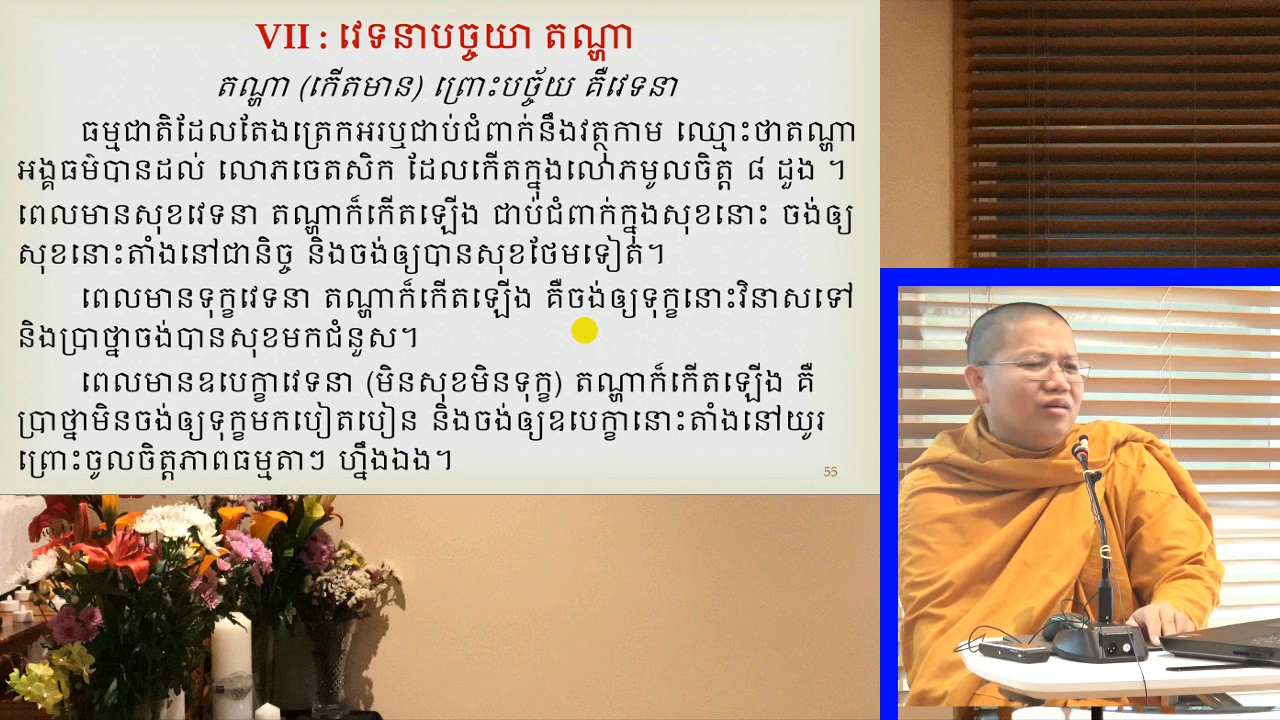 VII : វេទនាបច្ចយា តណ្ហា
តណ្ហា (កើតមាន) ព្រោះបច្ច័យ គឺវេទនា
ធម្មជាតិដែលតែងត្រេកអរឬជាប់ជំពាក់នឹងវត្ថុកាម ឈ្មោះថាតណ្ហា
អង្គធម៌បានដល់ លោភចេតសិក ដែលកើតក្នុងលោភមូលចិត្ត ៨ ដួង ។
ពេលមានសុខវេទនា តណ្ហាក៏កើតឡើង ជាប់ជំពាក់ក្នុងសុខនោះ ចង់ឲ្យ
សុខនោះតាំងនៅជានិច្ច និងចង់ឲ្យបានសុខថែមទៀត។
ពេលមានទុក្ខវេទនា តណ្ហាក៏កើតឡើង គឺចង់ឲ្យទុក្ខនោះវិនាសទៅ
និងប្រាថ្នាចង់បានសុខមកជំនួស។
ពេលមានឧបេក្ខាវេទនា (មិនសុខមិនទុក្ខ) តណ្ហាក៏កើតឡើង គឺ
ប្រាថ្នាមិនចង់ឲ្យទុក្ខមកបៀតបៀន និងចង់ឲ្យឧបេក្ខានោះតាំងនៅយូរ
ព្រោះចូលចិត្តភាពធម្មតាៗ ហ្នឹងឯង។
55